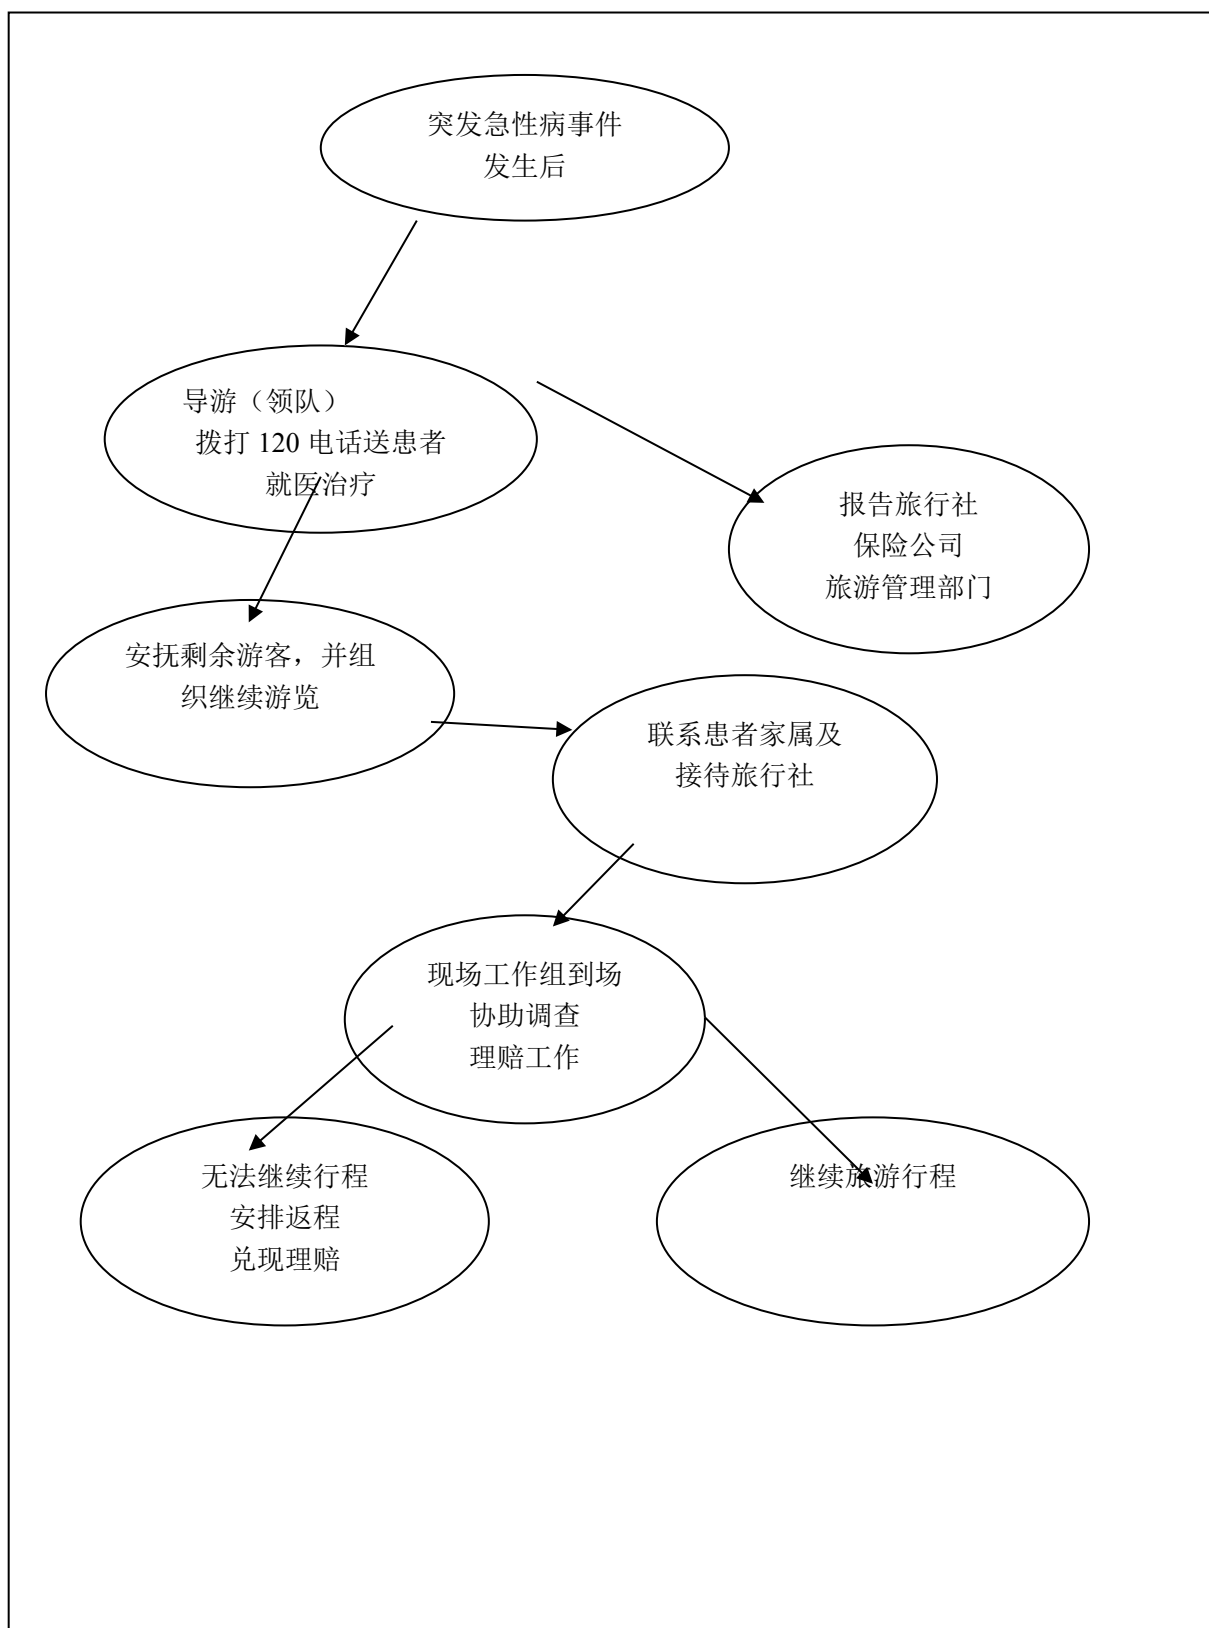 突发急性病事件
发生后
导游（领队）
拨打 120 电话送患者
就医治疗
报告旅行社
保险公司
旅游管理部门
安抚剩余游客，并组
织继续游览
联系患者家属及
接待旅行社
现场工作组到场
协助调查
理赔工作
无法继续行程
安排返程
兑现理赔
继续旅游行程